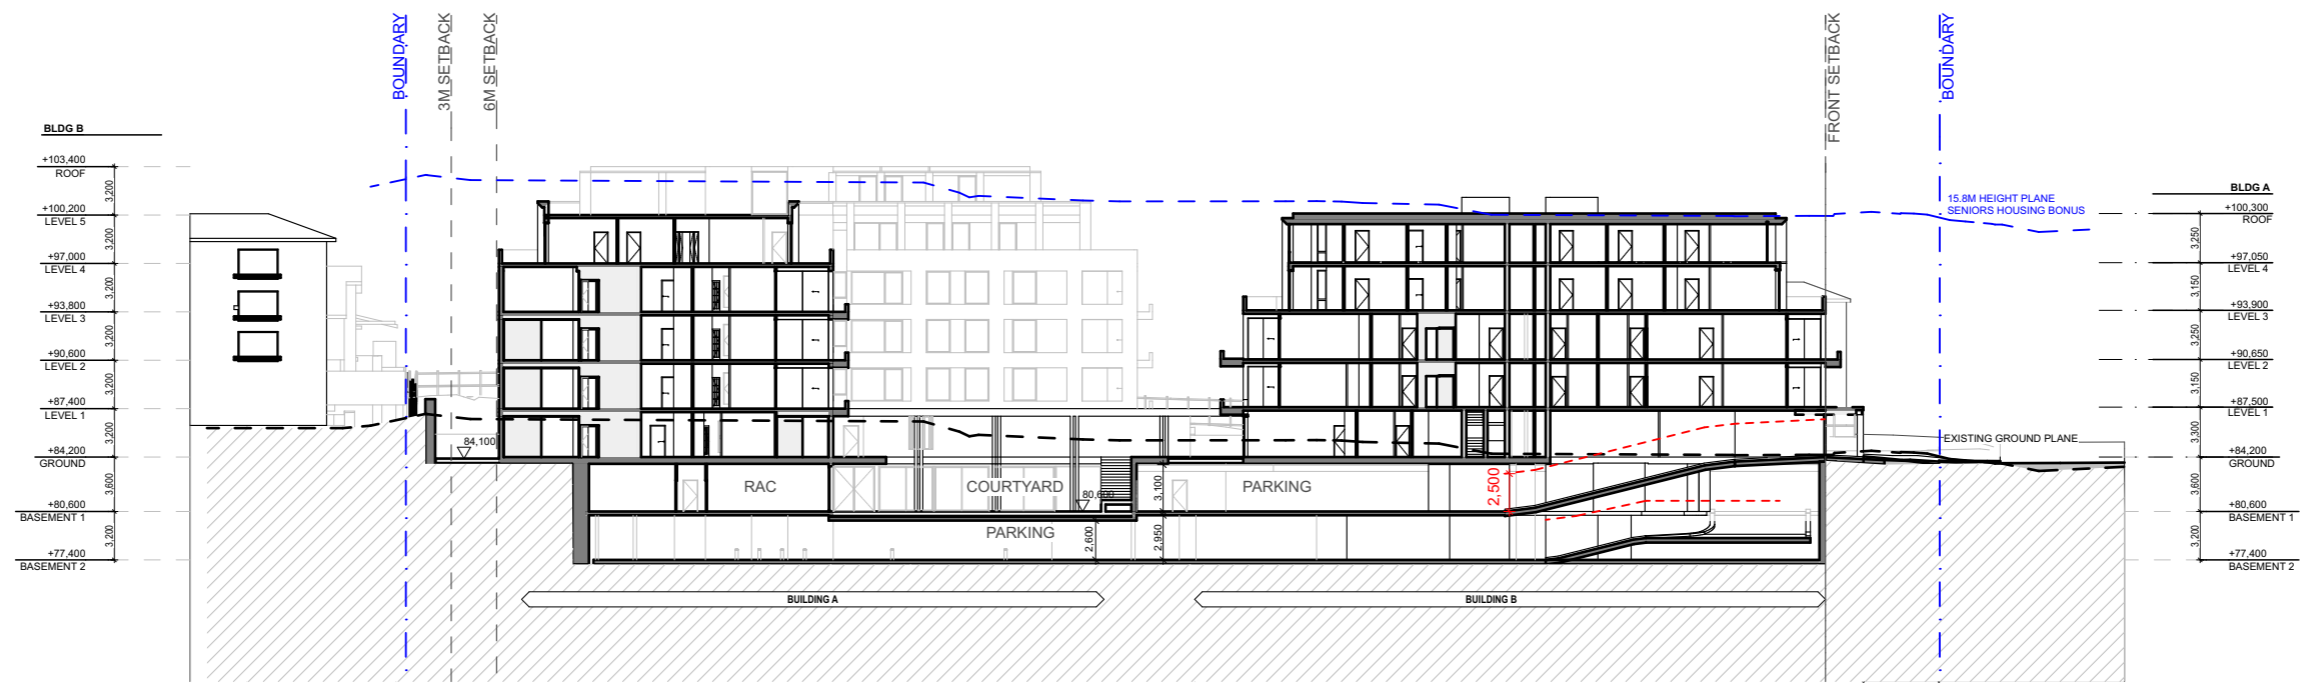 BOUNDARY
3M SETBACK
6M SETBACK
FRONT SETBACK
BOUNDARY
BLDG B
+103,400
ROOF
3,200
+100,200
LEVEL 5
3,200
+97,000
LEVEL 4
3,200
+93,800
LEVEL 3
3,200
+90,600
LEVEL 2
3,200
+87,400
LEVEL 1
3,200
+84,200
GROUND
3,600
+80,600
BASEMENT 1
3,200
+77,400
BASEMENT 2
84,100
RAC
COURTYARD
80,600
3,100
PARKING
2,500
PARKING
2,600
2,950
BUILDING A
BUILDING B
15.8M HEIGHT PLANE
SENIORS HOUSING BONUS
EXISTING GROUND PLANE
BLDG A
+100,300
ROOF
3,250
+97,050
LEVEL 4
3,150
+93,900
LEVEL 3
3,250
+90,650
LEVEL 2
3,150
+87,500
LEVEL 1
3,300
+84,200
GROUND
3,600
+80,600
BASEMENT 1
3,200
+77,400
BASEMENT 2